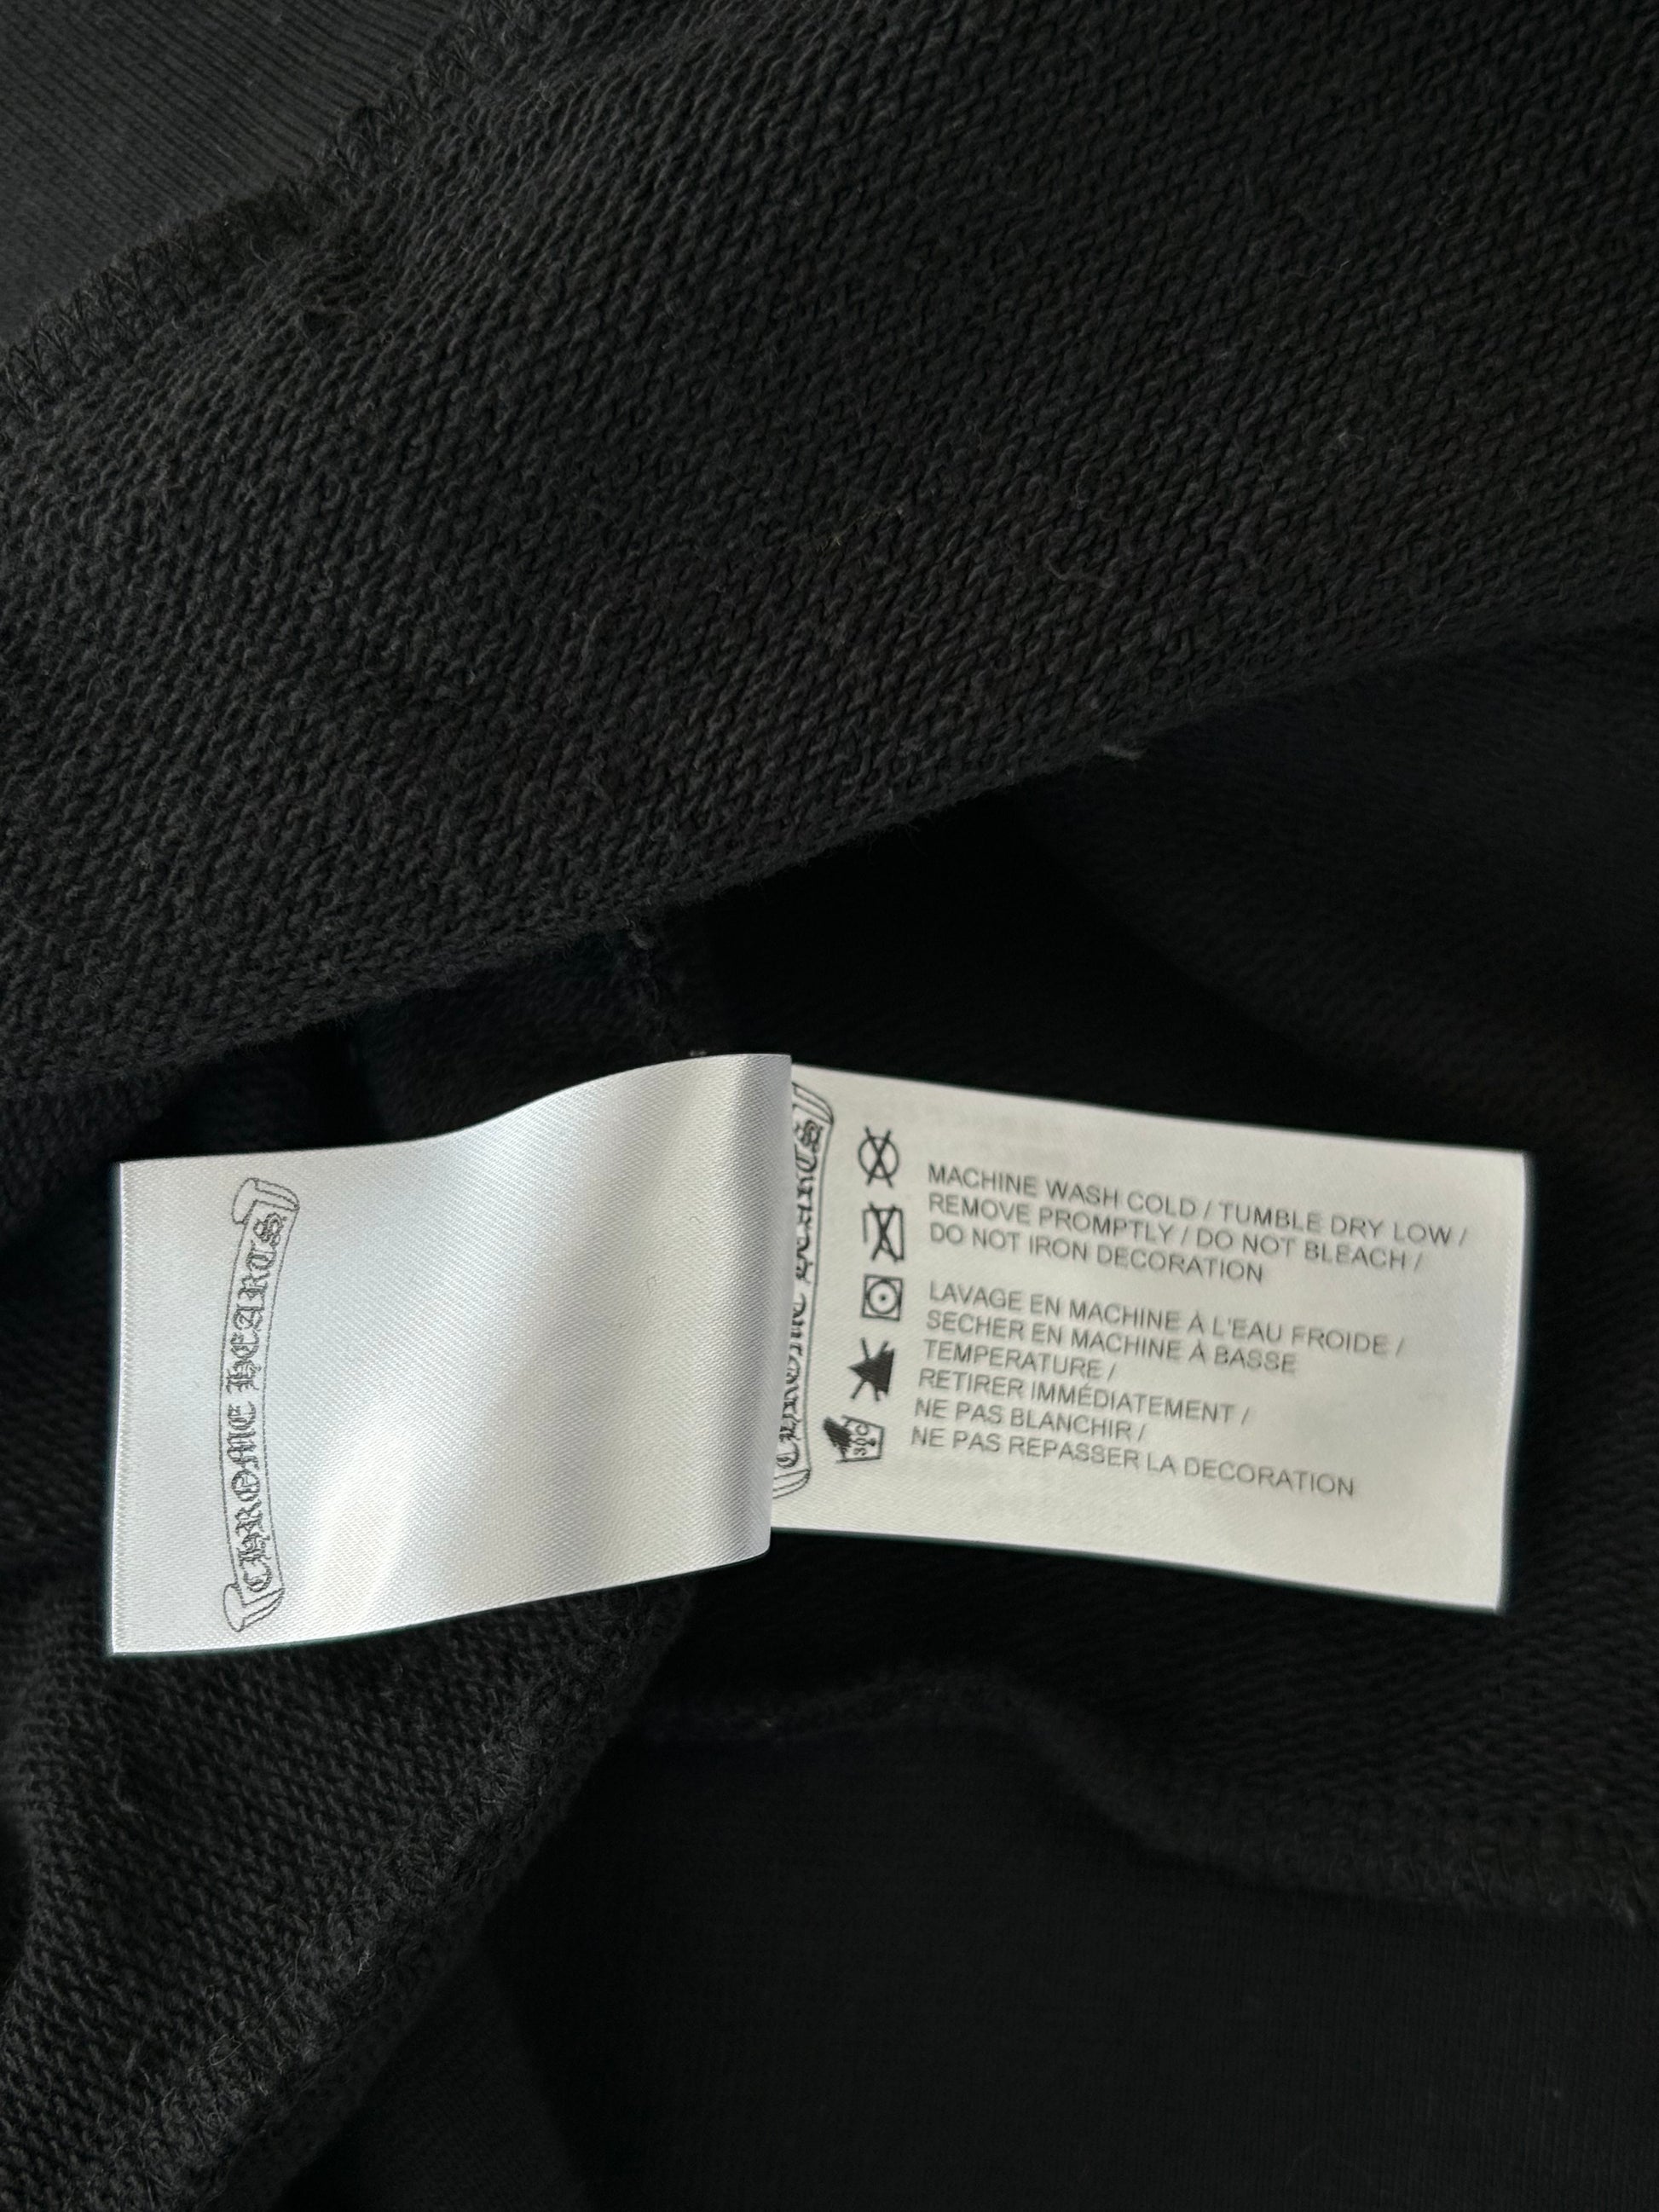 CHROME HEARTS
CHROME HEARTS
MACHINE WASH COLD / TUMBLE DRY LOW /
REMOVE PROMPTLY / DO NOT BLEACH /
DO NOT IRON DECORATION
LAVAGE EN MACHINE À L'EAU FROIDE /
SECHER EN MACHINE À BASSE
TEMPERATURE /
RETIRER IMMÉDIATEMENT /
NE PAS BLANCHIR /
NE PAS REPASSER LA DECORATION
30C